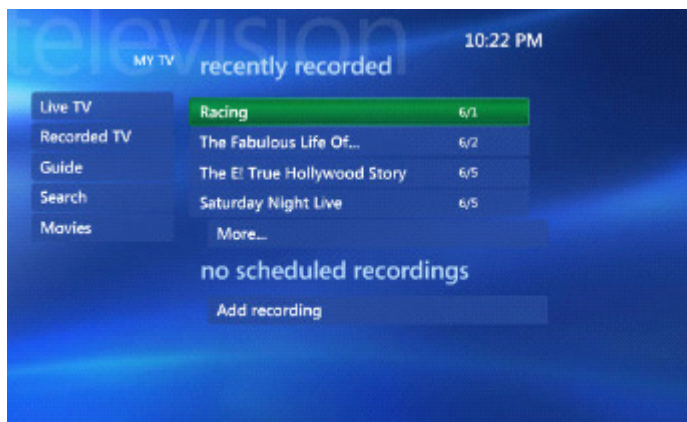 television
10:22 PM
MY TV
recently recorded
Live TV
Recorded TV
Guide
Search
Movies
Racing 6/1
The Fabulous Life Of... 6/2
The E! True Hollywood Story 6/5
Saturday Night Live 6/5
More...
no scheduled recordings
Add recording